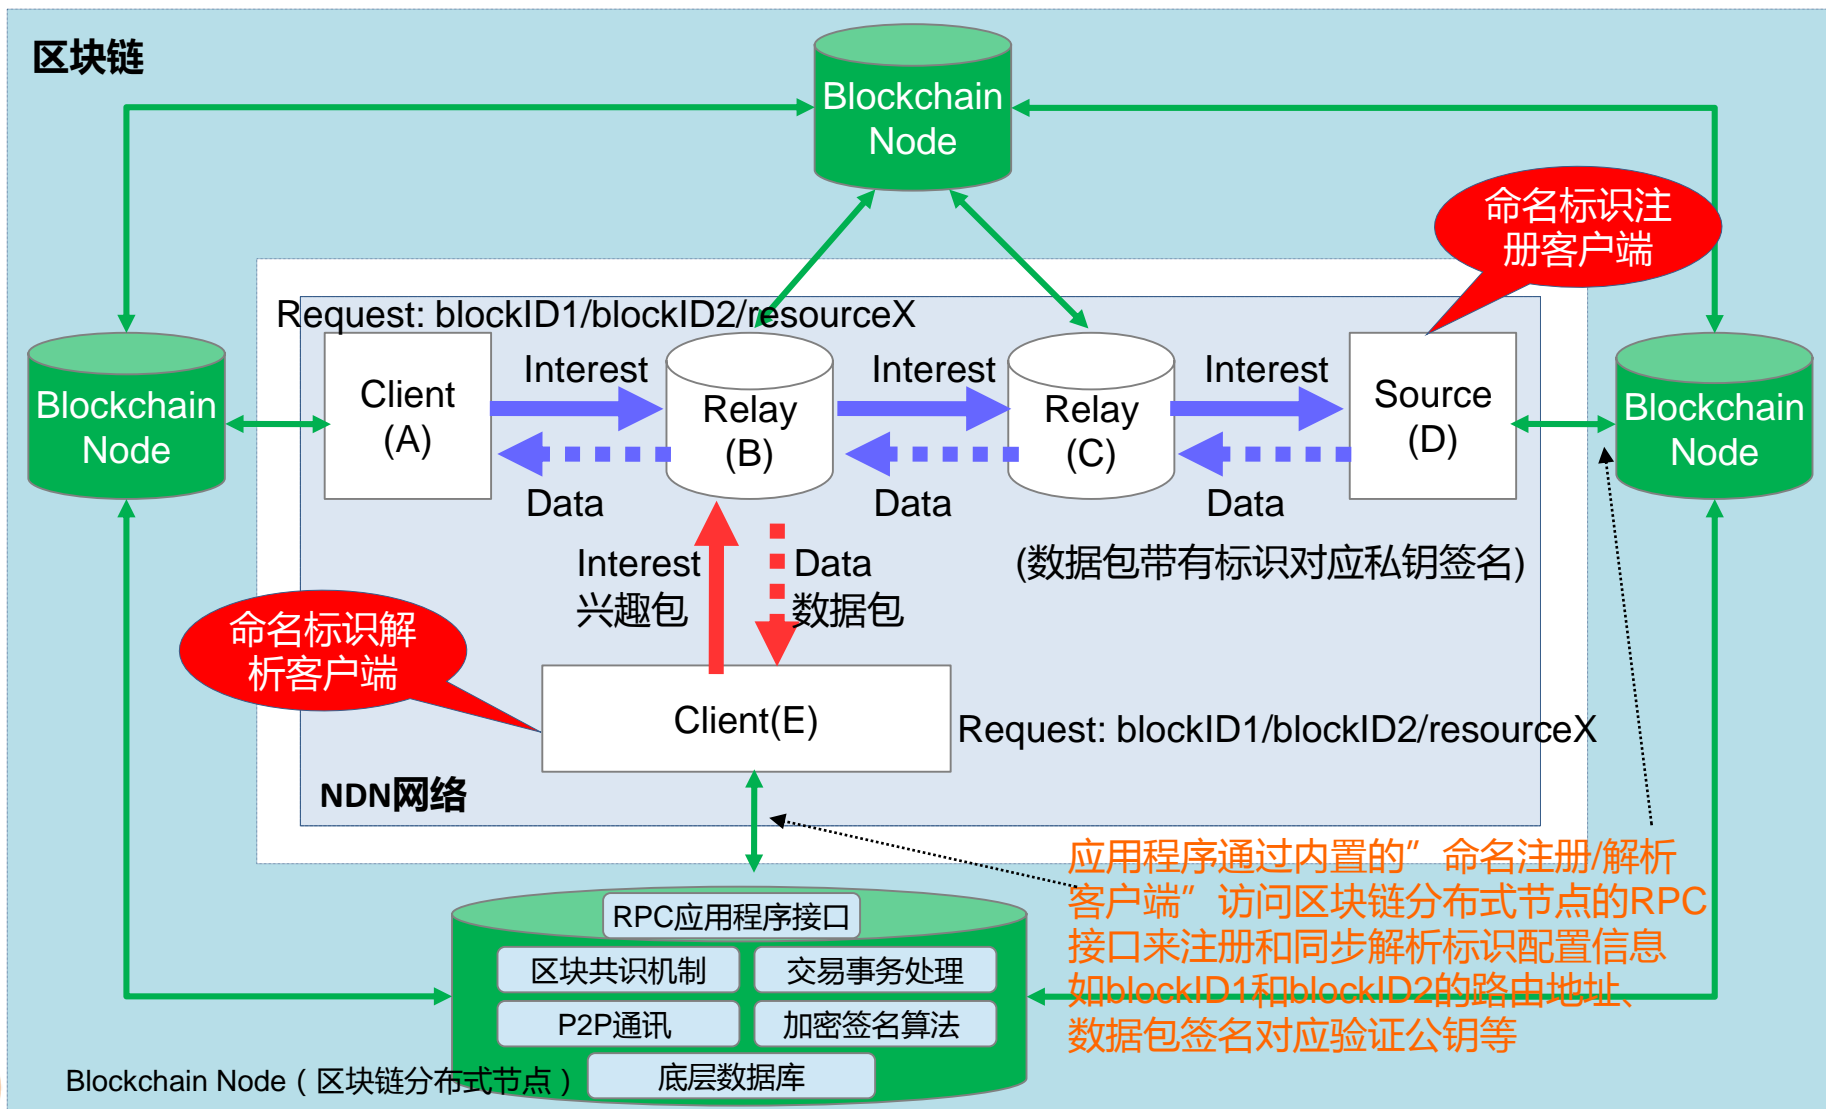 区块链
Blockchain
Node
命名标识注
册客户端
Request: blockID1/blockID2/resourceX
Blockchain
Node
Client
(A)
Interest
Data
Relay
(B)
Interest
Data
Relay
(C)
Interest
Data
Source
(D)
Blockchain
Node
Interest
兴趣包
Data
数据包
(数据包带有标识对应私钥签名)
命名标识解
析客户端
Client(E)
Request: blockID1/blockID2/resourceX
NDN网络
应用程序通过内置的”命名注册/解析
客户端”访问区块链分布式节点的RPC
接口来注册和同步解析标识配置信息
如blockID1和blockID2的路由地址、
数据包签名对应验证公钥等
RPC应用程序接口
区块共识机制
交易事务处理
P2P通讯
加密签名算法
底层数据库
Blockchain Node（区块链分布式节点）